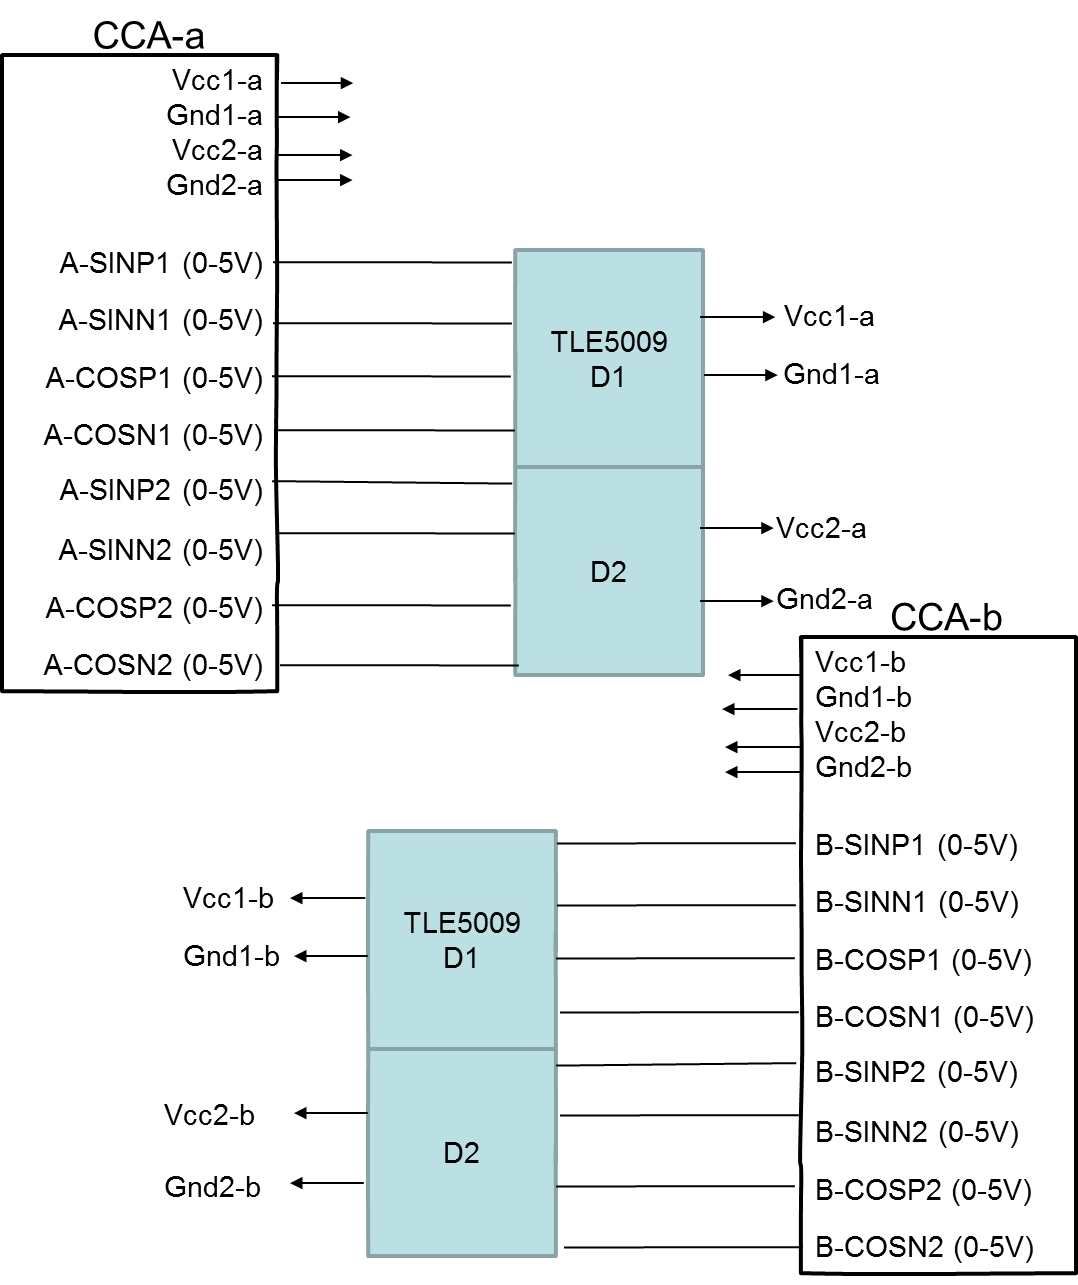 CCA-a
Vcc1-a
Gnd1-a
Vcc2-a
Gnd2-a
A-SINP1 (0-5V)
A-SINN1 (0-5V)
A-COSP1 (0-5V)
A-COSN1 (0-5V)
A-SINP2 (0-5V)
A-SINN2 (0-5V)
A-COSP2 (0-5V)
A-COSN2 (0-5V)
TLE5009
D1
D2
Vcc1-a
Gnd1-a
Vcc2-a
Gnd2-a
CCA-b
Vcc1-b
Gnd1-b
Vcc2-b
Gnd2-b
B-SINP1 (0-5V)
B-SINN1 (0-5V)
B-COSP1 (0-5V)
B-COSN1 (0-5V)
B-SINP2 (0-5V)
B-SINN2 (0-5V)
B-COSP2 (0-5V)
B-COSN2 (0-5V)
TLE5009
D1
D2
Vcc1-b
Gnd1-b
Vcc2-b
Gnd2-b